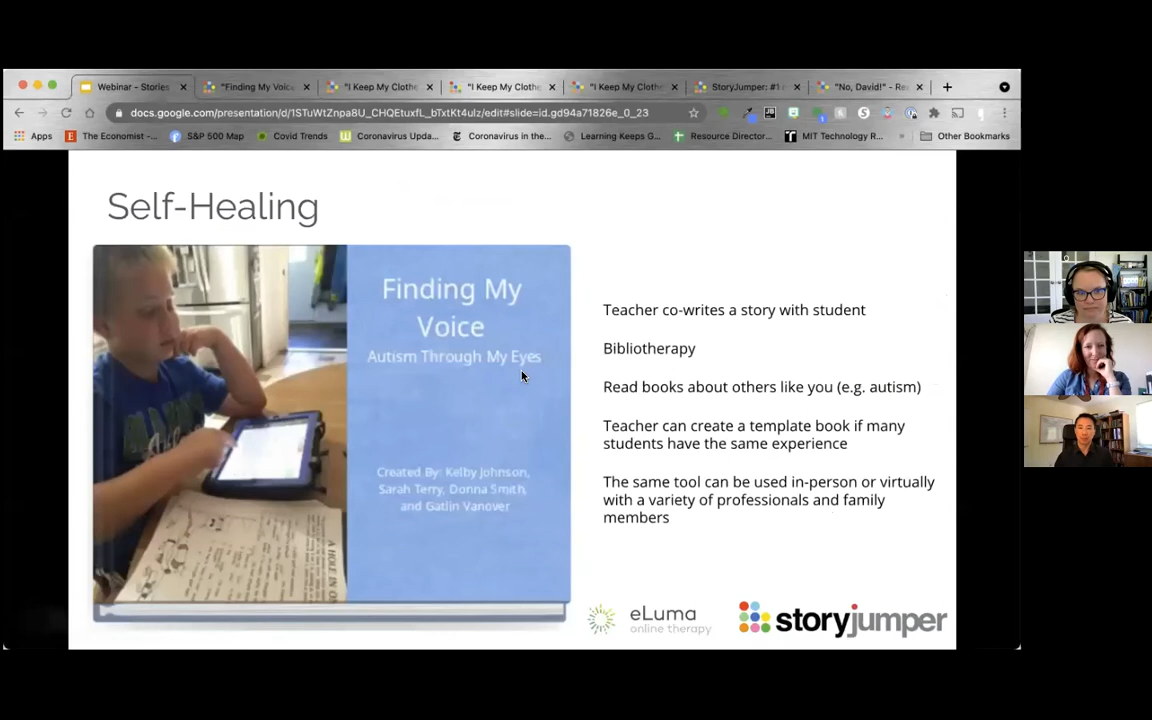 Webinar - Stories
"Finding My Voice
"I Keep My Clothe
"I Keep My Clothe
"I Keep My Clothe
StoryJumper: #1
"No, David!" - Re
docs.google.com/presentation/d/1STuWtZnpa8U_CHQEtuxfL_bTxtKt4ulz/edit#slide=id.gd94a71826e_0_23
Apps
The Economist -...
S&P 500 Map
Covid Trends
Coronavirus Upda...
Coronavirus in the...
Learning Keeps G...
Resource Director...
MIT Technology R...
»
Other Bookmarks
Self-Healing
Finding My
Voice
Autism Through My Eyes
Created By: Kelby Johnson,
Sarah Terry, Donna Smith,
and Gatlin Vanover
A HOLE IN O
Teacher co-writes a story with student
Bibliotherapy
Read books about others like you (e.g. autism)
Teacher can create a template book if many
students have the same experience
The same tool can be used in-person or virtually
with a variety of professionals and family
members
eLuma
online therapy
storyjumper